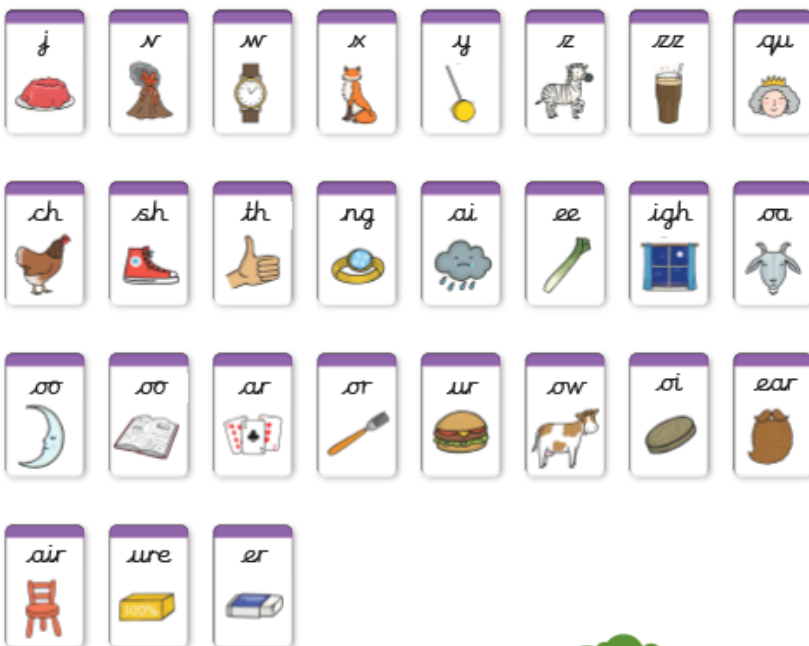 j v w x y z zz qu
ch sh th ng ai ee igh oa
oo oo ar or ur ow oi ear
air ure er
100%